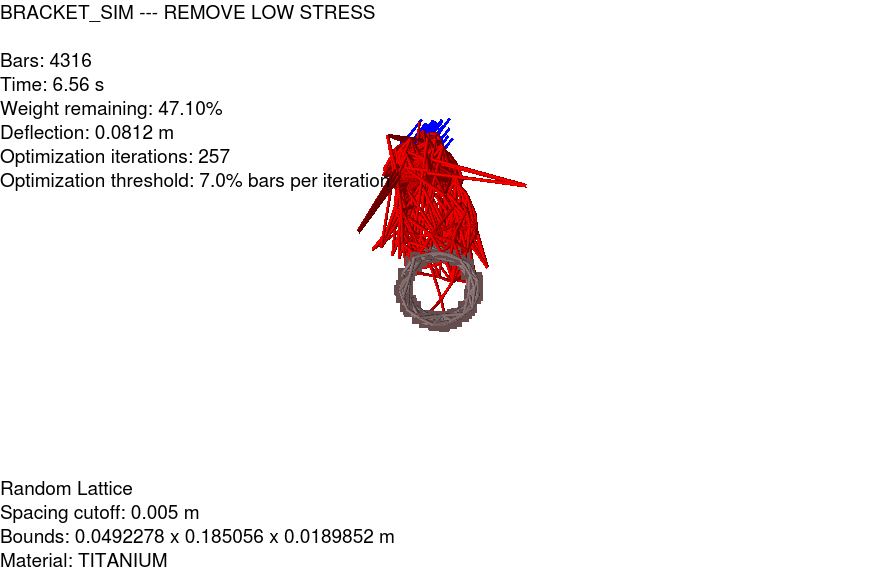 BRACKET_SIM --- REMOVE LOW STRESS
Bars: 4316
Time: 6.56 s
Weight remaining: 47.10%
Deflection: 0.0812 m
Optimization iterations: 257
Optimization threshold: 7.0% bars per iteration
Random Lattice
Spacing cutoff: 0.005 m
Bounds: 0.0492278 x 0.185056 x 0.0189852 m
Material: TITANIUM